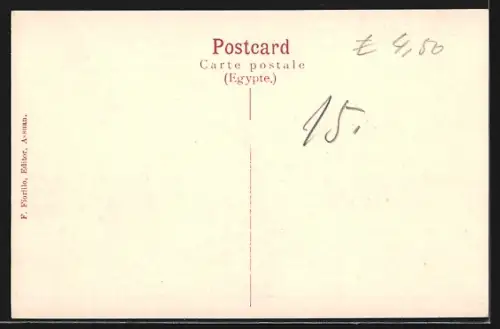 Postcard
Carte postale
(Egypte.)
£ 4,50
15.
F. Fiorillo, Editor, Assuan.